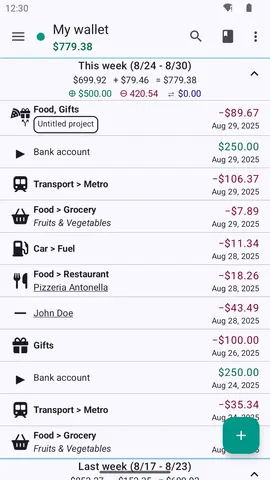 12:30
My wallet
$779.38
This week (8/24 - 8/30)
$699.92 + $79.46 = $779.38
⊕ $500.00 ⊖ 420.54 ⇄ $0.00
Food, Gifts
−$89.67
Untitled project
Aug 29, 2025
Bank account
$250.00
Aug 29, 2025
Transport > Metro
−$106.37
Aug 29, 2025
Food > Grocery
−$7.89
Fruits & Vegetables
Aug 29, 2025
Car > Fuel
−$11.34
Aug 28, 2025
Food > Restaurant
−$18.26
Pizzeria Antonella
Aug 28, 2025
John Doe
−$43.49
Aug 28, 2025
Gifts
−$100.00
Aug 26, 2025
Bank account
$250.00
Aug 24, 2025
Transport > Metro
−$35.34
Aug 24, 2025
Food > Grocery
Fruits & Vegetables
Last week (8/17 - 8/23)